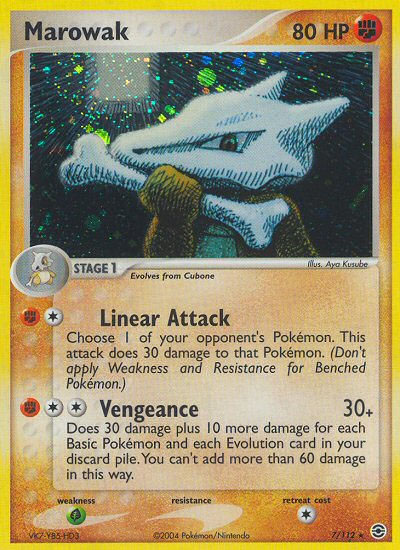 Marowak 80 HP
Illus. Aya Kusube
STAGE 1
Evolves from Cubone
Linear Attack
Choose 1 of your opponent's Pokémon. This
attack does 30 damage to that Pokémon. (Don't
apply Weakness and Resistance for Benched
Pokémon.)
Vengeance 30+
Does 30 damage plus 10 more damage for each
Basic Pokémon and each Evolution card in your
discard pile. You can't add more than 60 damage
in this way.
weakness resistance retreat cost
VK7-YB5-HD3 ©2004 Pokémon/Nintendo 7/112 ★